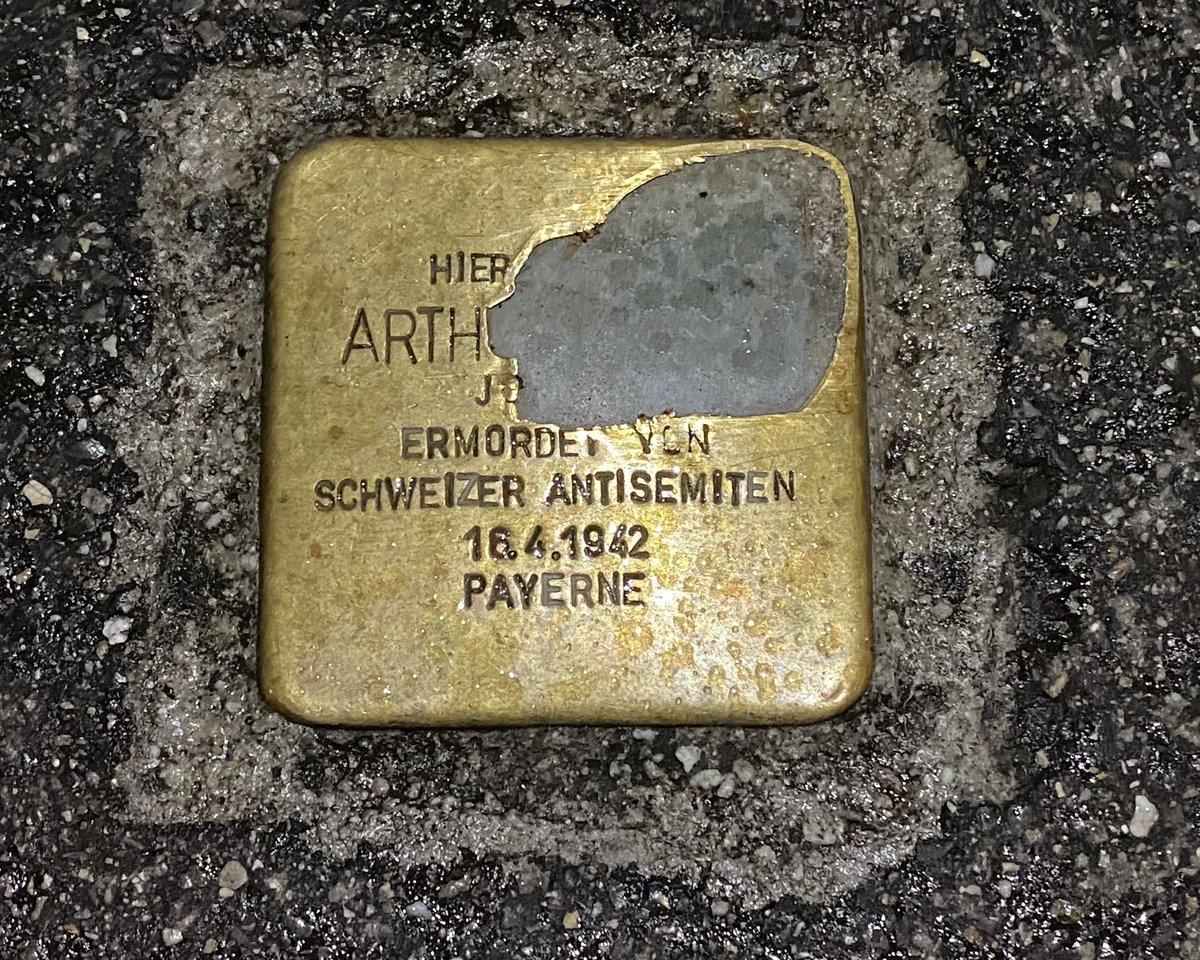 HIER
ARTH
J
ERMORDET VON
SCHWEIZER ANTISEMITEN
16.4.1942
PAYERNE